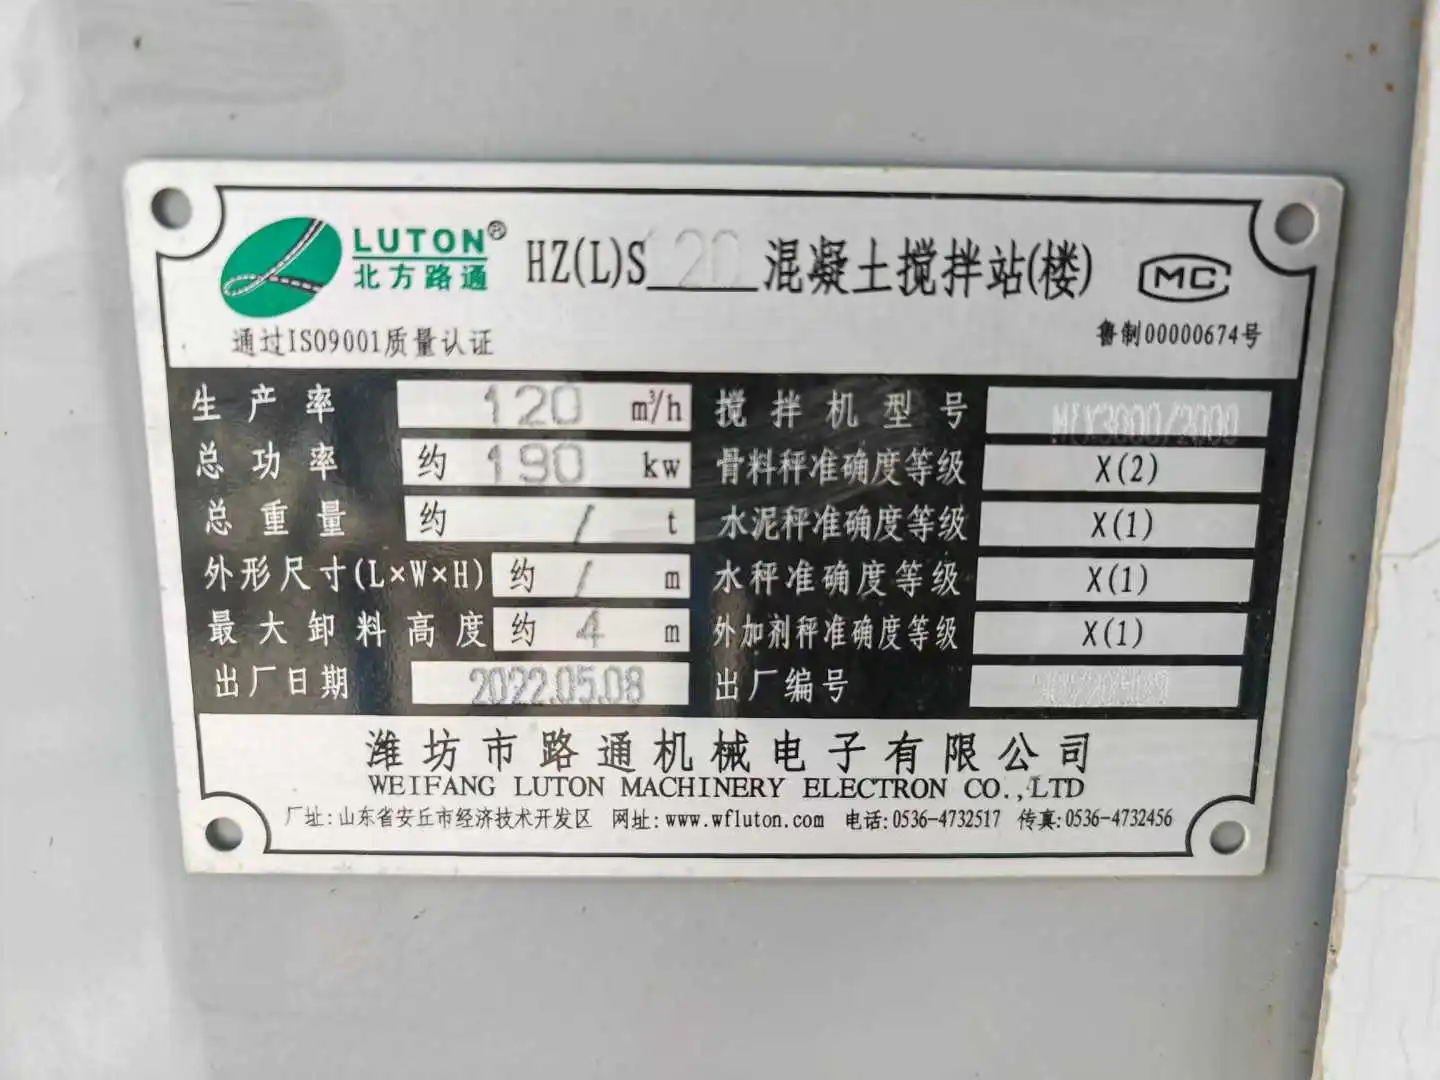 LUTON®
北方路通
HZ(L)S 120 混凝土搅拌站(楼)
MC
通过ISO9001质量认证
鲁制00000674号
生产率 120 m³/h 搅拌机型号
总功率 约 190 kw 骨料秤准确度等级 X(2)
总重量 约 / t 水泥秤准确度等级 X(1)
外形尺寸(L×W×H) 约 / m 水秤准确度等级 X(1)
最大卸料高度 约 4 m 外加剂秤准确度等级 X(1)
出厂日期 2022.05.08 出厂编号
潍坊市路通机械电子有限公司
WEIFANG LUTON MACHINERY ELECTRON CO.,LTD
厂址:山东省安丘市经济技术开发区 网址:www.wfluton.com 电话:0536-4732517 传真:0536-4732456